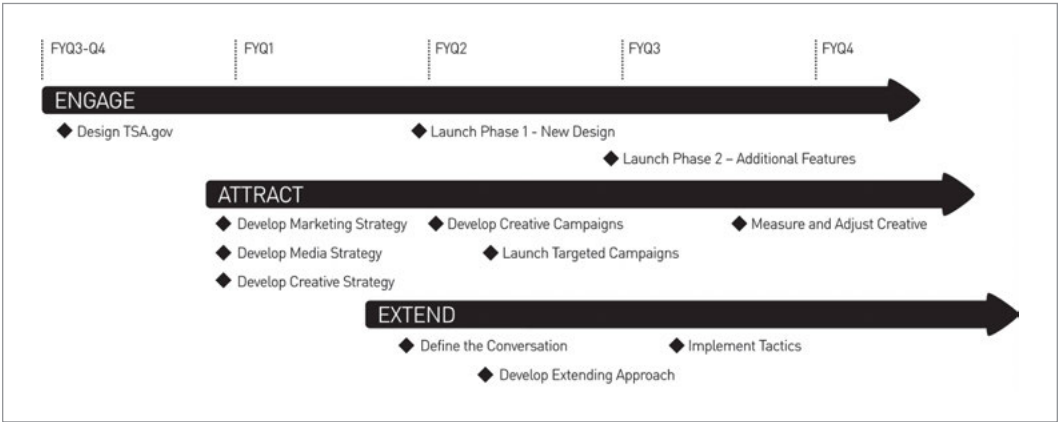 FYQ3-Q4 FYQ1 FYQ2 FYQ3 FYQ4
ENGAGE
Design TSA.gov Launch Phase 1 - New Design
Launch Phase 2 – Additional Features
ATTRACT
Develop Marketing Strategy Develop Creative Campaigns Measure and Adjust Creative
Develop Media Strategy Launch Targeted Campaigns
Develop Creative Strategy
EXTEND
Define the Conversation Implement Tactics
Develop Extending Approach